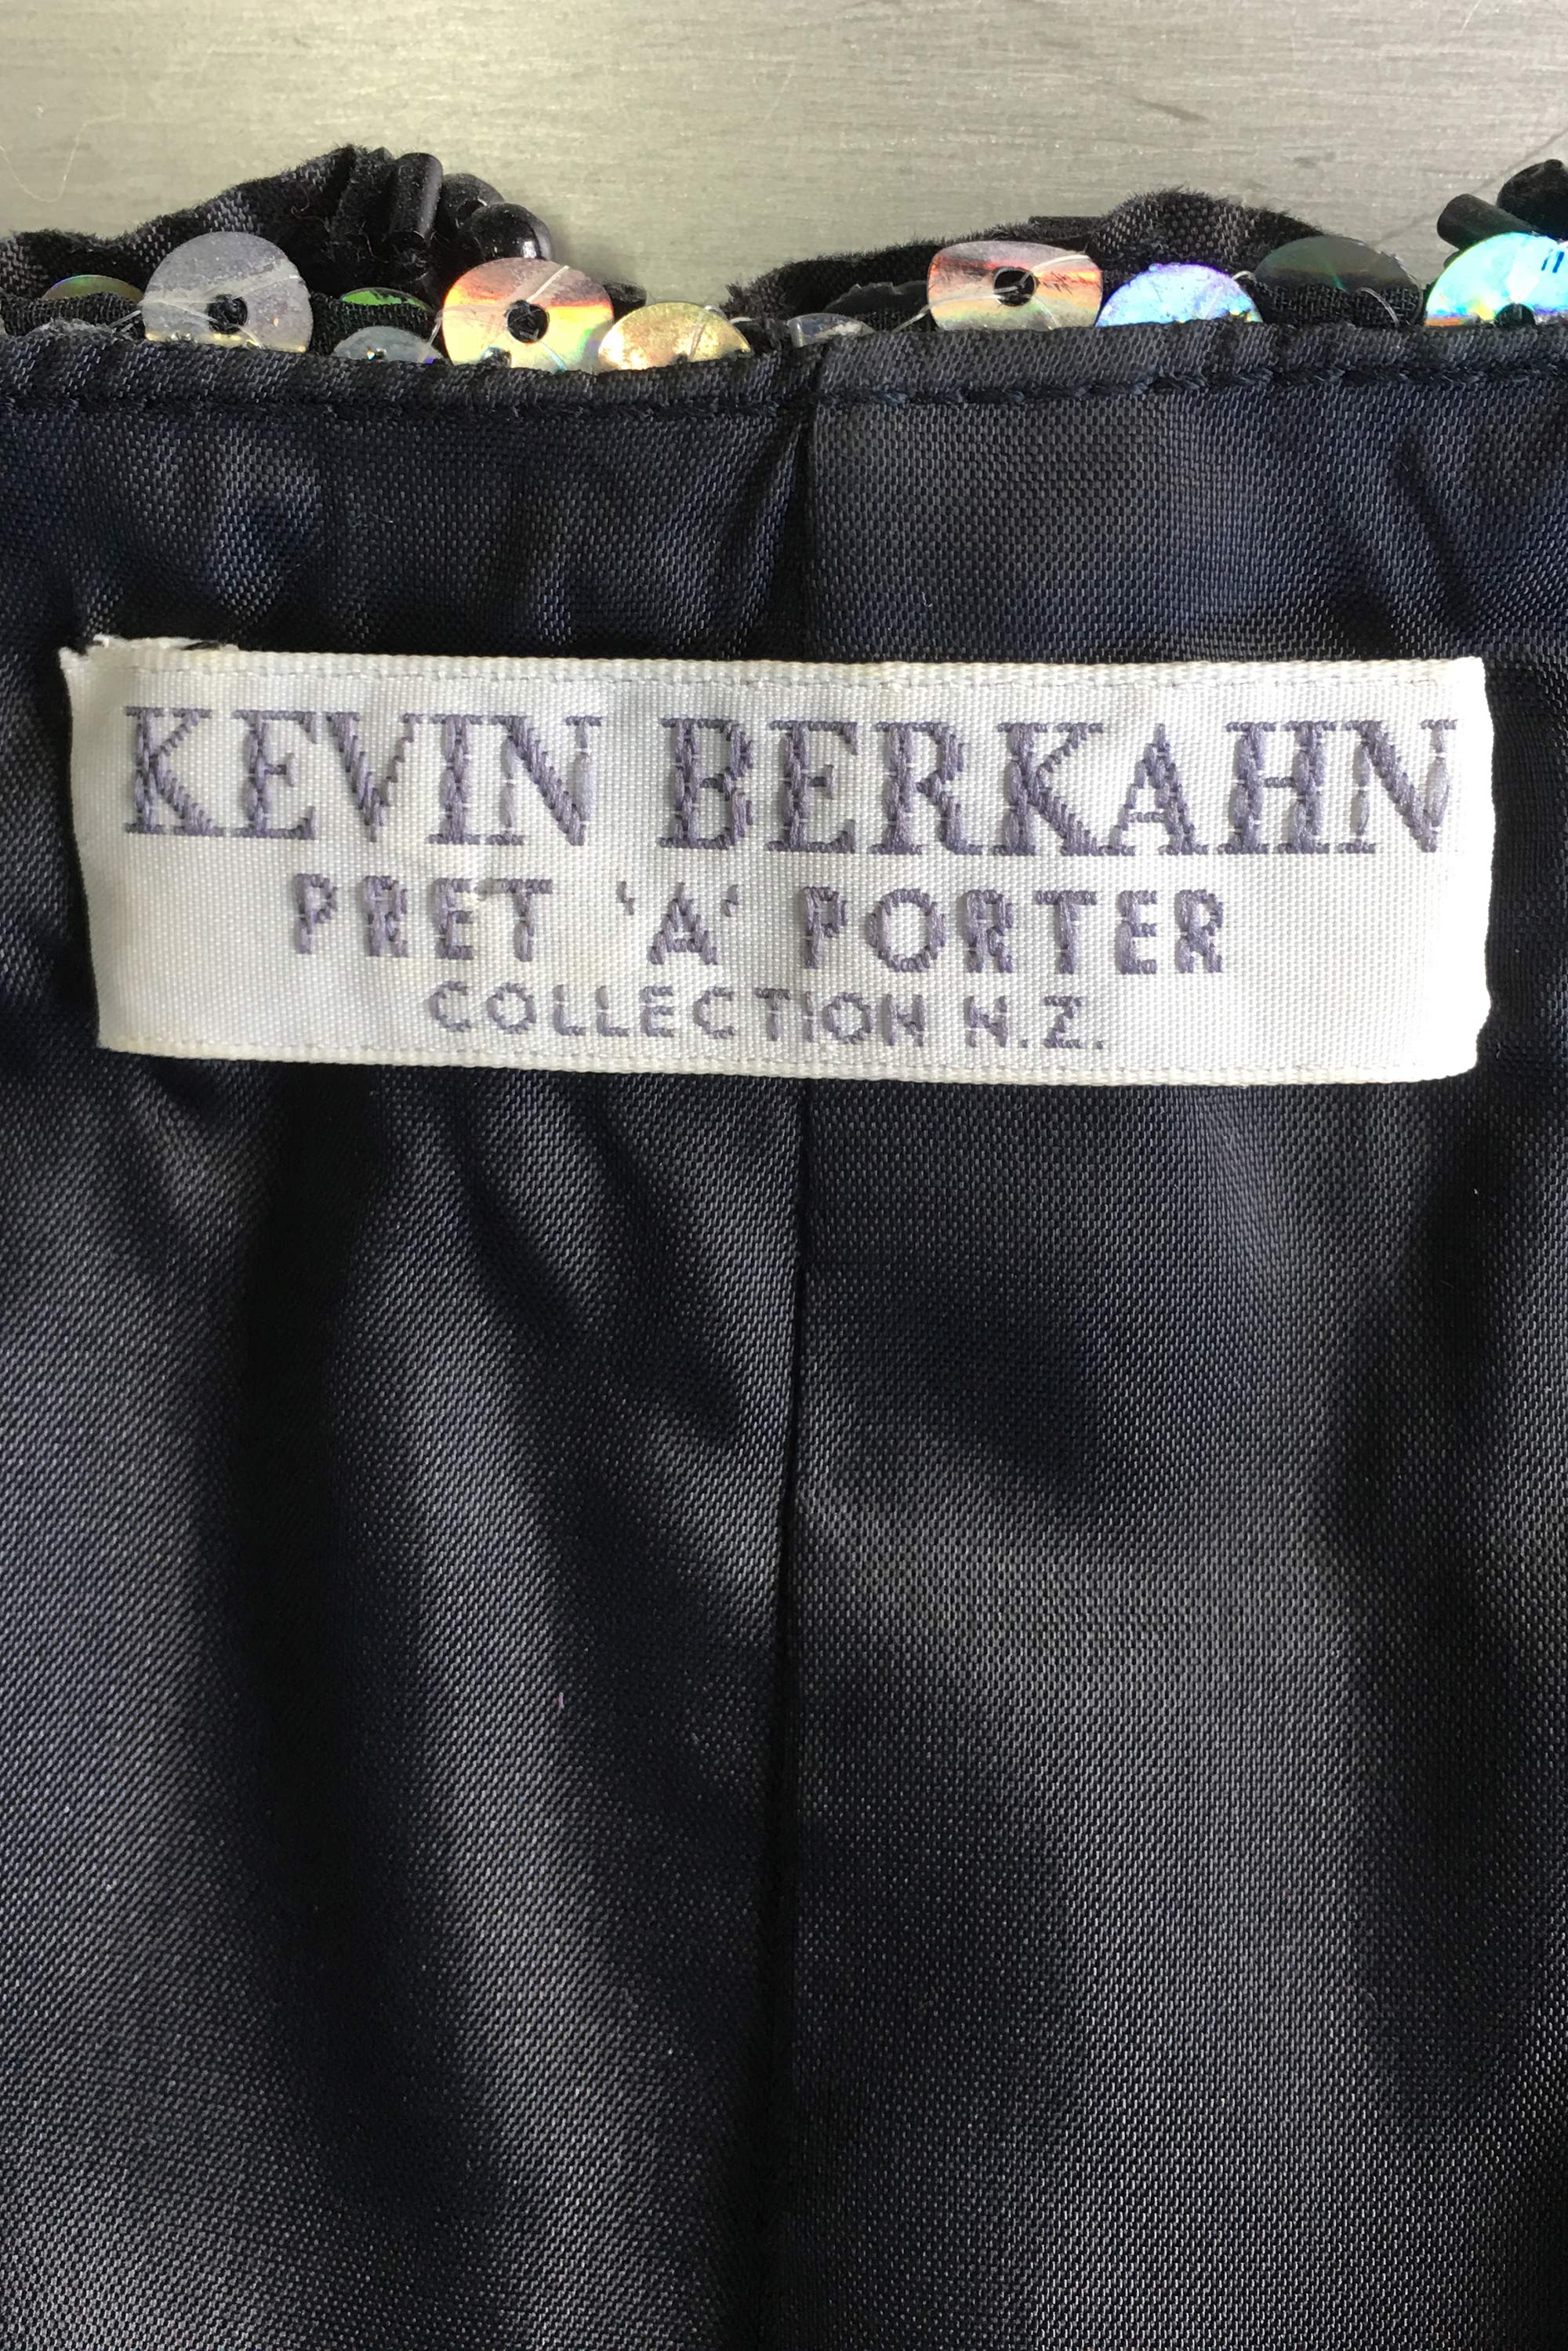 KEVIN BERKAHN
PRET 'A' PORTER
COLLECTION N.Z.